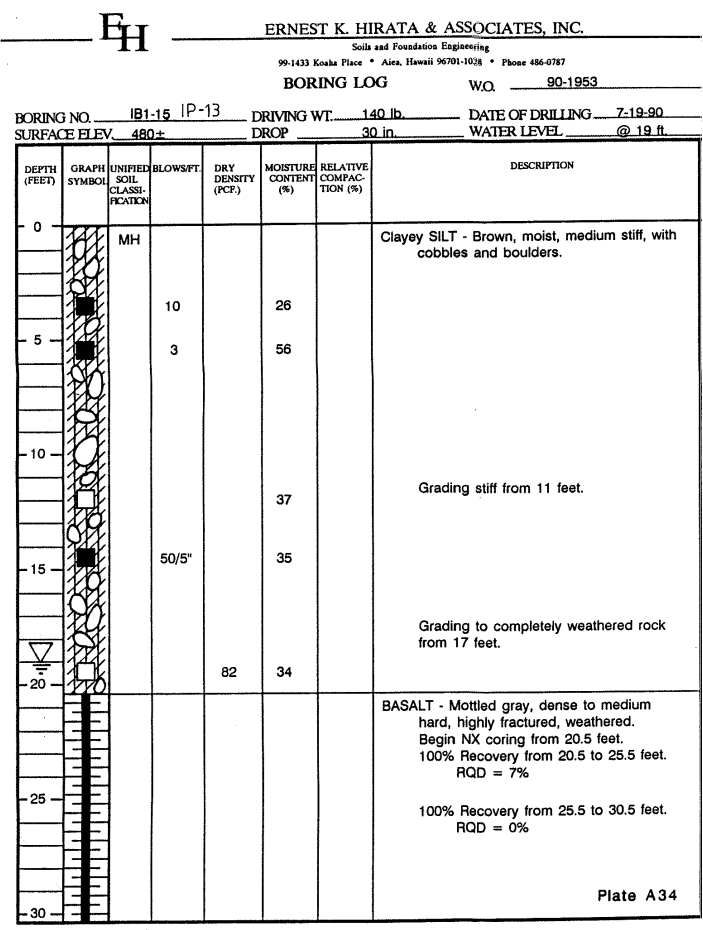 EH
ERNEST K. HIRATA & ASSOCIATES, INC.
Soils and Foundation Engineering
99-1433 Koaha Place * Aiea, Hawaii 96701-1028 * Phone 486-0787
BORING LOG
W.O. 90-1953
BORING NO. IB1-15 IP-13 DRIVING WT. 140 lb. DATE OF DRILLING 7-19-90
SURFACE ELEV. 480± DROP 30 in. WATER LEVEL @ 19 ft.
DEPTH (FEET)
GRAPH SYMBOL
UNIFIED SOIL CLASSI-FICATION
BLOWS/FT.
DRY DENSITY (PCF.)
MOISTURE CONTENT (%)
RELATIVE COMPAC-TION (%)
DESCRIPTION
0
MH Clayey SILT - Brown, moist, medium stiff, with
cobbles and boulders.
10 26
5
3 56
10
Grading stiff from 11 feet.
37
50/5" 35
15
Grading to completely weathered rock
from 17 feet.
82 34
20
BASALT - Mottled gray, dense to medium
hard, highly fractured, weathered.
Begin NX coring from 20.5 feet.
100% Recovery from 20.5 to 25.5 feet.
RQD = 7%
25
100% Recovery from 25.5 to 30.5 feet.
RQD = 0%
Plate A34
30